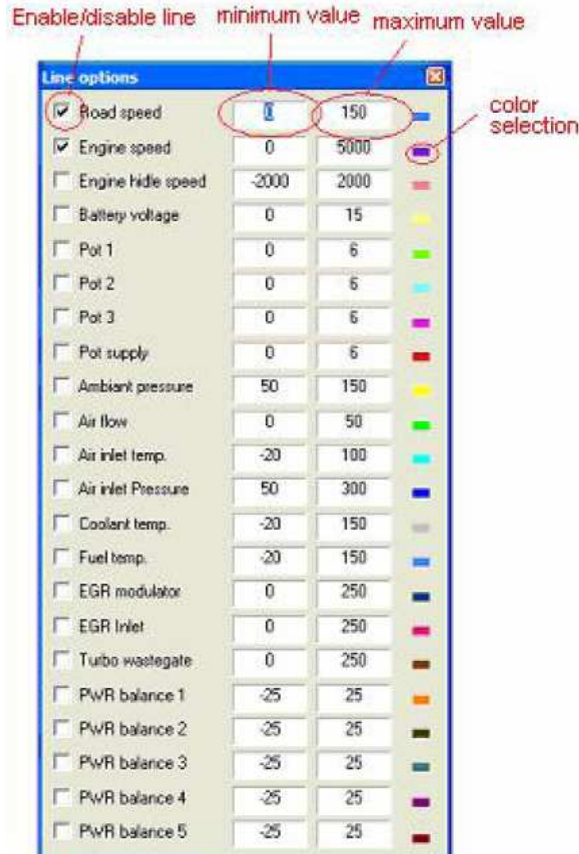 Enable/disable line minimum value maximum value
Line options
Road speed 0 150
color
selection
Engine speed 0 5000
Engine hidle speed -2000 2000
Battery voltage 0 15
Pot 1 0 6
Pot 2 0 6
Pot 3 0 6
Pot supply 0 6
Ambiant pressure 50 150
Air flow 0 50
Air inlet temp. -20 100
Air inlet Pressure 50 300
Coolant temp. -20 150
Fuel temp. -20 150
EGR modulator 0 250
EGR Inlet 0 250
Turbo wastegate 0 250
PWR balance 1 -25 25
PWR balance 2 -25 25
PWR balance 3 -25 25
PWR balance 4 -25 25
PWR balance 5 -25 25